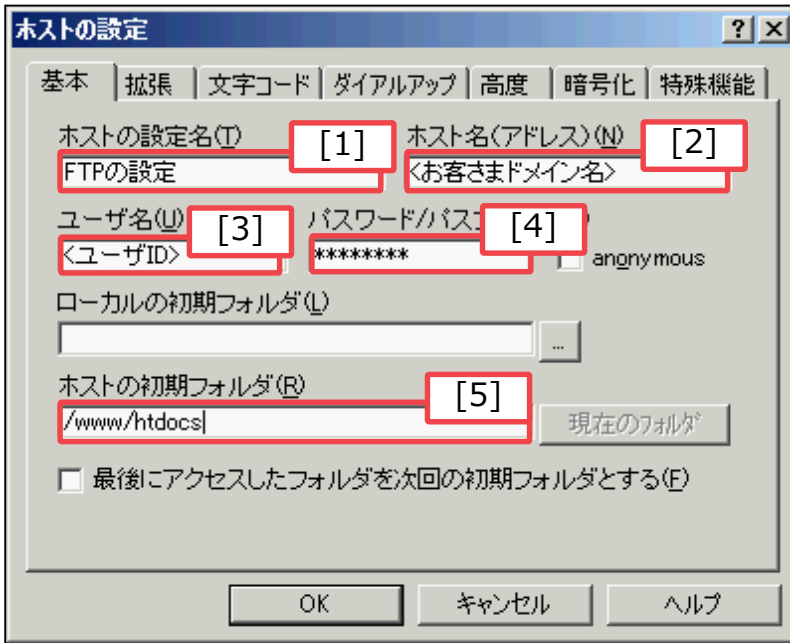 ホストの設定
基本 拡張 文字コード ダイアルアップ 高度 暗号化 特殊機能
ホストの設定名(T) [1] ホスト名(アドレス)(N) [2]
FTPの設定 <お客さまドメイン名>
ユーザ名(U) [3] パスワード/パス [4] )
<ユーザID> ******** anonymous
ローカルの初期フォルダ(L)
...
ホストの初期フォルダ(R) [5]
/www/htdocs 現在のフォルダ
最後にアクセスしたフォルダを次回の初期フォルダとする(F)
OK キャンセル ヘルプ